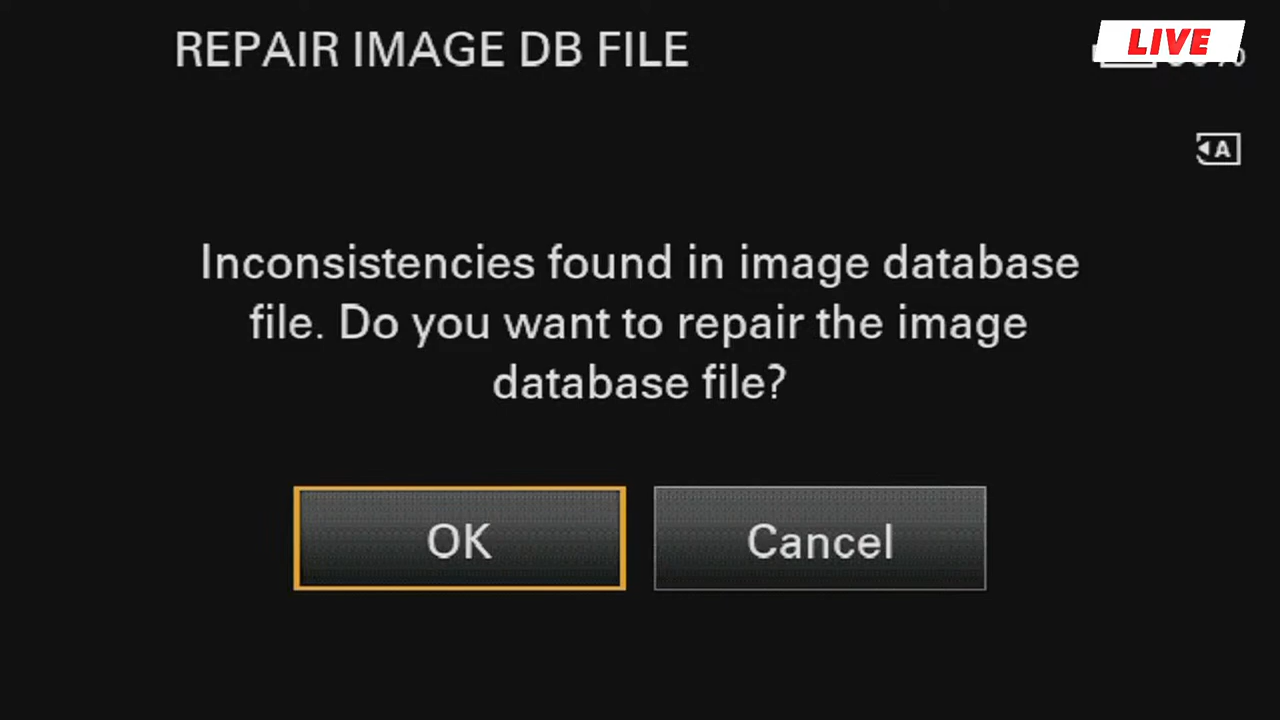 REPAIR IMAGE DB FILE
LIVE
A
Inconsistencies found in image database
file. Do you want to repair the image
database file?
OK
Cancel